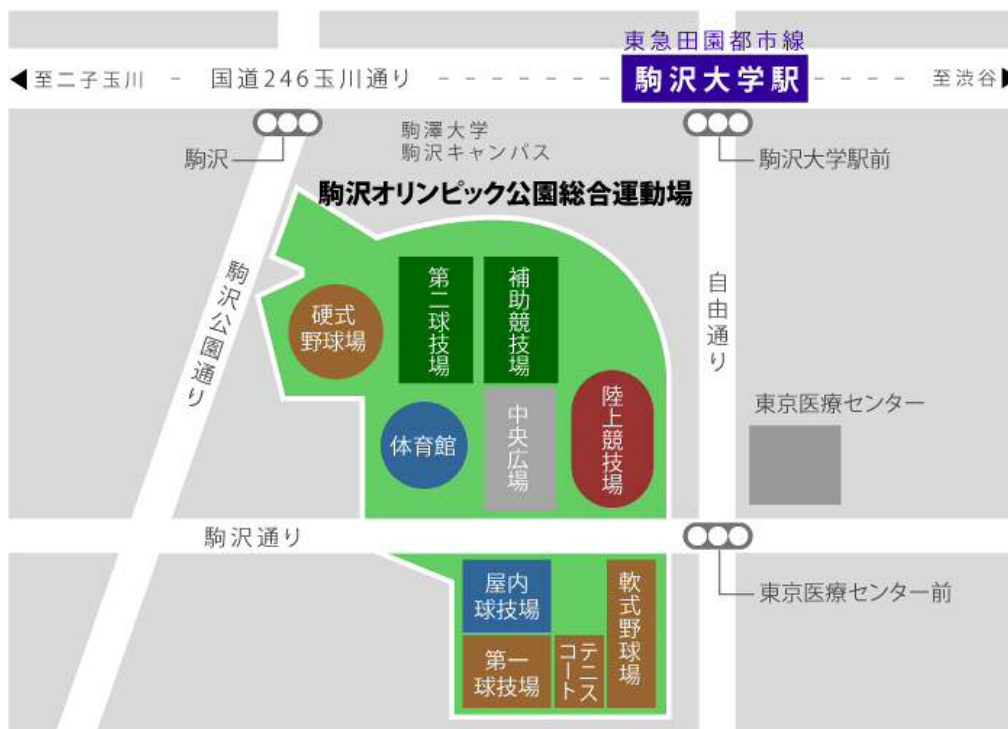 東急田園都市線
◀至二子玉川
国道246玉川通り
駒沢大学駅
至渋谷▶
駒沢
駒澤大学
駒沢キャンパス
駒沢大学駅前
駒沢オリンピック公園総合運動場
駒沢公園通り
自由通り
硬式
野球場
第二球技場
補助競技場
体育館
中央広場
陸上競技場
東京医療センター
駒沢通り
東京医療センター前
屋内
球技場
第一
球技場
テニス
コート
軟式野球場